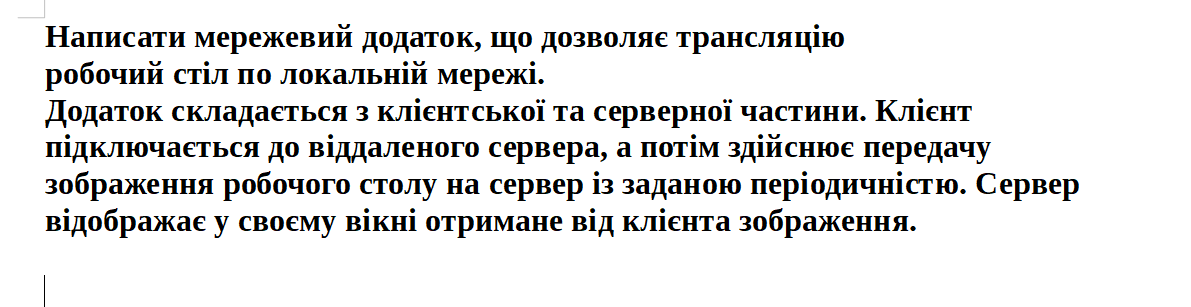 Написати мережевий додаток, що дозволяє трансляцію
робочий стіл по локальній мережі.
Додаток складається з клієнтської та серверної частини. Клієнт
підключається до віддаленого сервера, а потім здійснює передачу
зображення робочого столу на сервер із заданою періодичністю. Сервер
відображає у своєму вікні отримане від клієнта зображення.